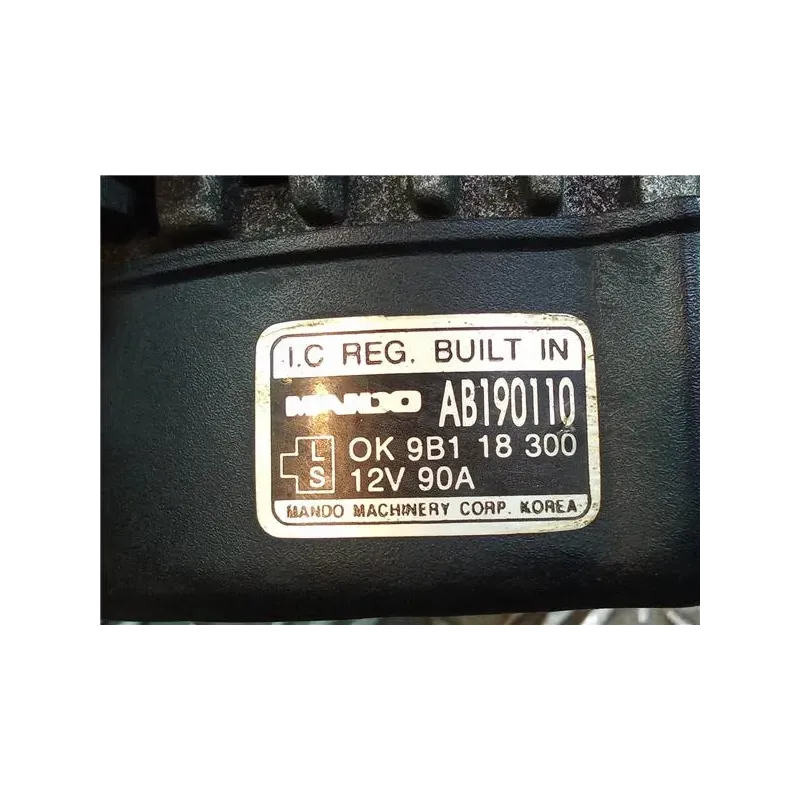 I.C REG. BUILT IN
MANDO AB190110
L OK 9B1 18 300
S 12V 90A
MANDO MACHINERY CORP. KOREA